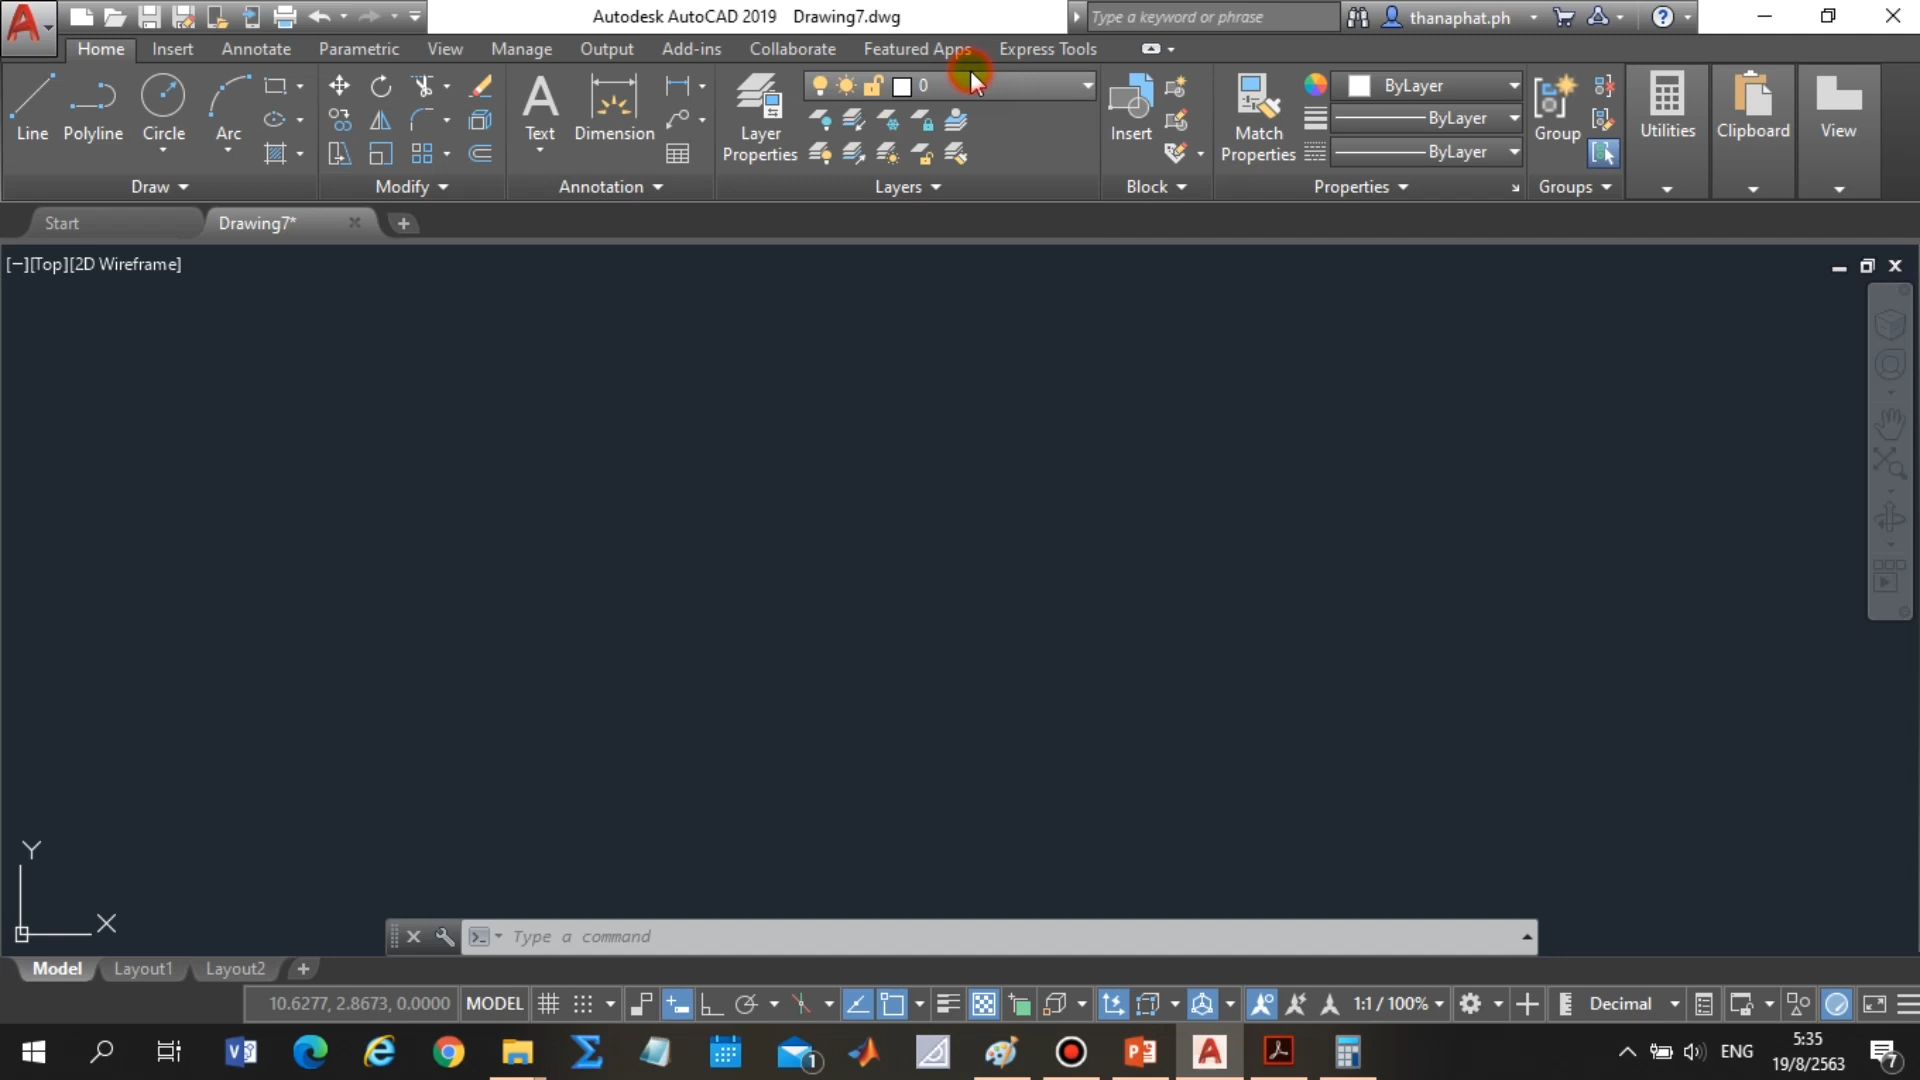 Autodesk AutoCAD 2019 Drawing7.dwg
Type a keyword or phrase
thanaphat.ph
Home Insert Annotate Parametric View Manage Output Add-ins Collaborate Featured Apps Express Tools
0
ByLayer
Line Polyline Circle Arc
Text Dimension
Layer Properties
Insert
Match Properties
ByLayer
ByLayer
Group
Utilities Clipboard View
Draw Modify Annotation Layers Block Properties Groups
Start Drawing7*
[−][Top][2D Wireframe]
Y
X
Type a command
Model Layout1 Layout2
10.6277, 2.8673, 0.0000 MODEL 1:1 / 100% Decimal
1
ENG
5:35
19/8/2563
7